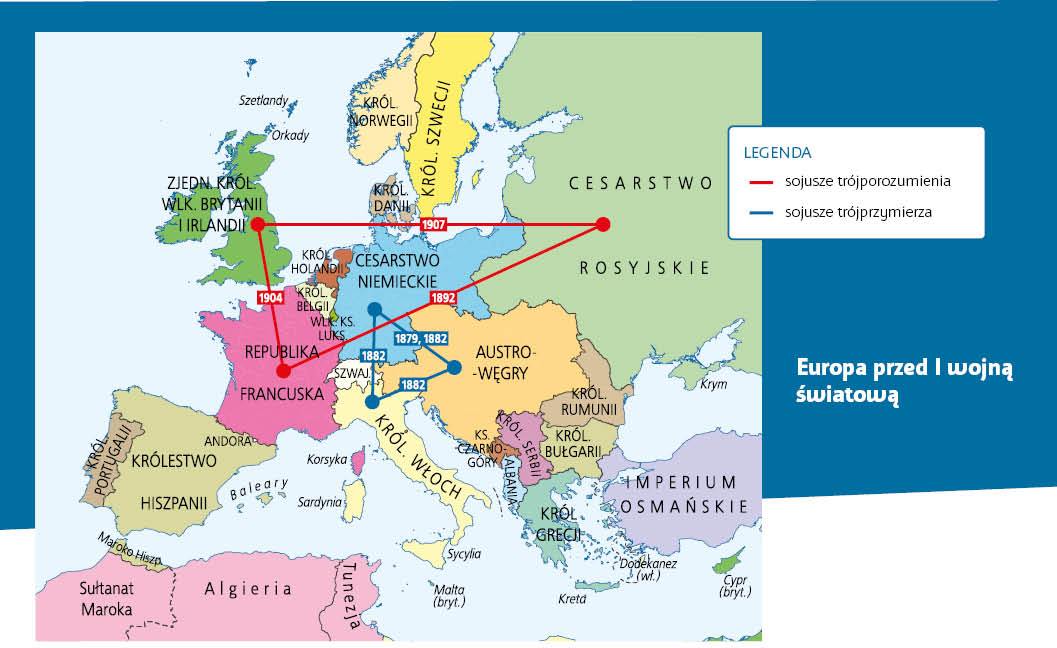 Szetlandy
Orkady
KRÓL.
NORWEGII
KRÓL. SZWECJI
ZJEDN. KRÓL.
WLK. BRYTANII
I IRLANDII
KRÓL.
DANII
CESARSTWO
ROSYJSKIE
1907
KRÓL.
HOLANDII
CESARSTWO
NIEMIECKIE
1904
KRÓL.
BELGII
1892
WLK. KS.
LUKS.
1879, 1882
REPUBLIKA
FRANCUSKA
1882
SZWAJ.
1882
AUSTRO-
-WĘGRY
Krym
KRÓL.
RUMUNII
KRÓL.
PORTUGALII
KRÓLESTWO
HISZPANII
ANDORA
Korsyka
KRÓL. WŁOCH
KS.
CZARNO-
GÓRY
KRÓL. SERBII
KRÓL.
BUŁGARII
ALBANIA
Baleary
Sardynia
IMPERIUM
OSMAŃSKIE
KRÓL
GRECJI
Maroko Hiszp.
Sycylia
Sułtanat
Maroka
Algieria
Tunezja
Malta
(bryt.)
Dodekanez
(wł.)
Kreta
Cypr
(bryt.)
LEGENDA
sojusze trójporozumienia
sojusze trójprzymierza
Europa przed I wojną
światową